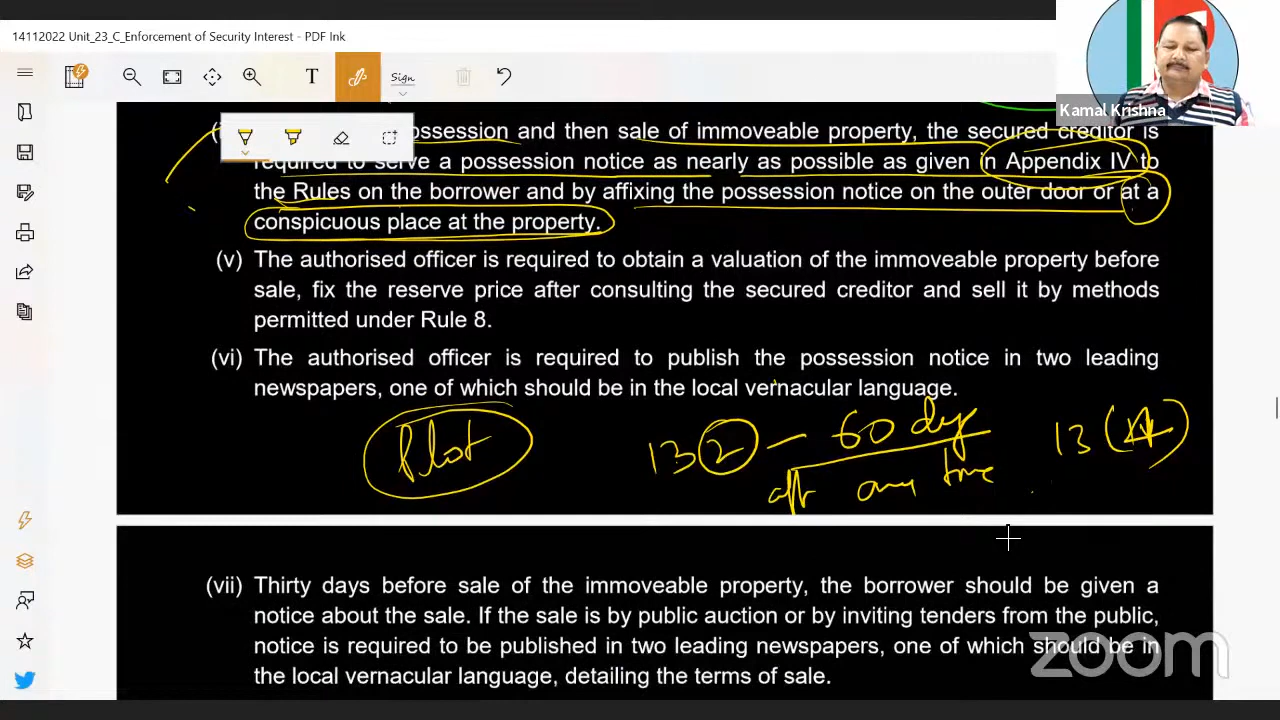 14112022 Unit_23_C_Enforcement of Security Interest - PDF Ink
T Sign
Kamal Krishna
possession and then sale of immoveable property, the secured creditor is
required to serve a possession notice as nearly as possible as given in Appendix IV to
the Rules on the borrower and by affixing the possession notice on the outer door or at a
conspicuous place at the property.
(v) The authorised officer is required to obtain a valuation of the immoveable property before
sale, fix the reserve price after consulting the secured creditor and sell it by methods
permitted under Rule 8.
(vi) The authorised officer is required to publish the possession notice in two leading
newspapers, one of which should be in the local vernacular language.
Plot 13 2 - 60 days 13
any time
(vii) Thirty days before sale of the immoveable property, the borrower should be given a
notice about the sale. If the sale is by public auction or by inviting tenders from the public,
notice is required to be published in two leading newspapers, one of which should be in
the local vernacular language, detailing the terms of sale.
zoom